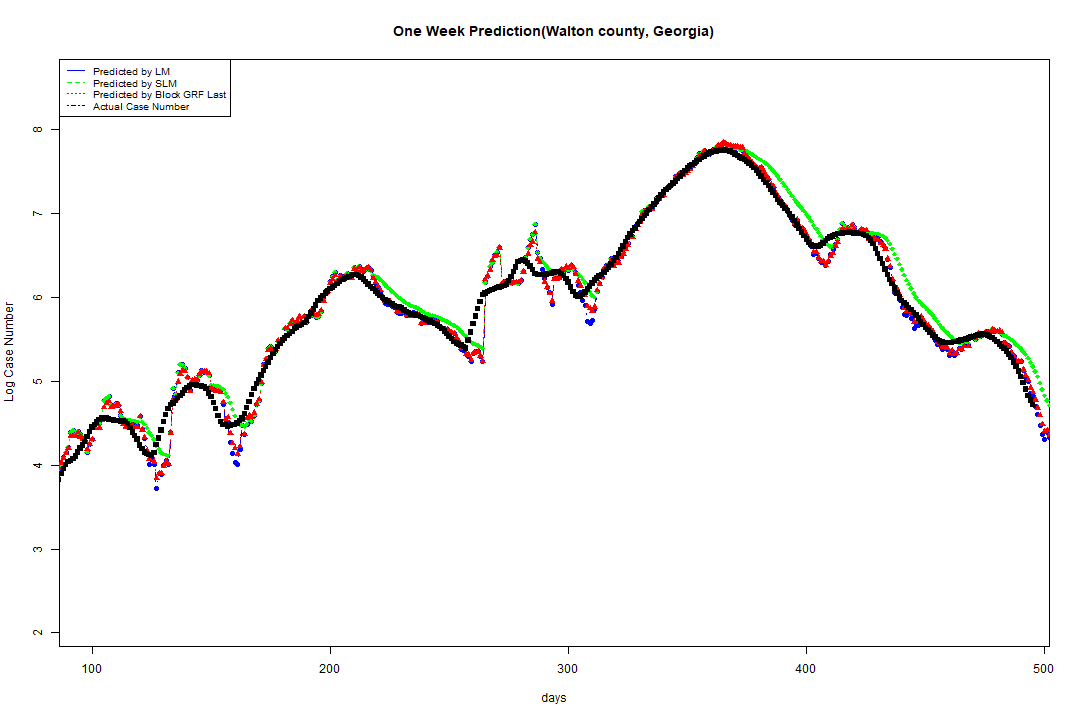 One Week Prediction(Walton county, Georgia)
Predicted by LM
Predicted by SLM
Predicted by Block GRF Last
Actual Case Number
8
7
6
5
4
3
2
Log Case Number
100 200 300 400 500
days